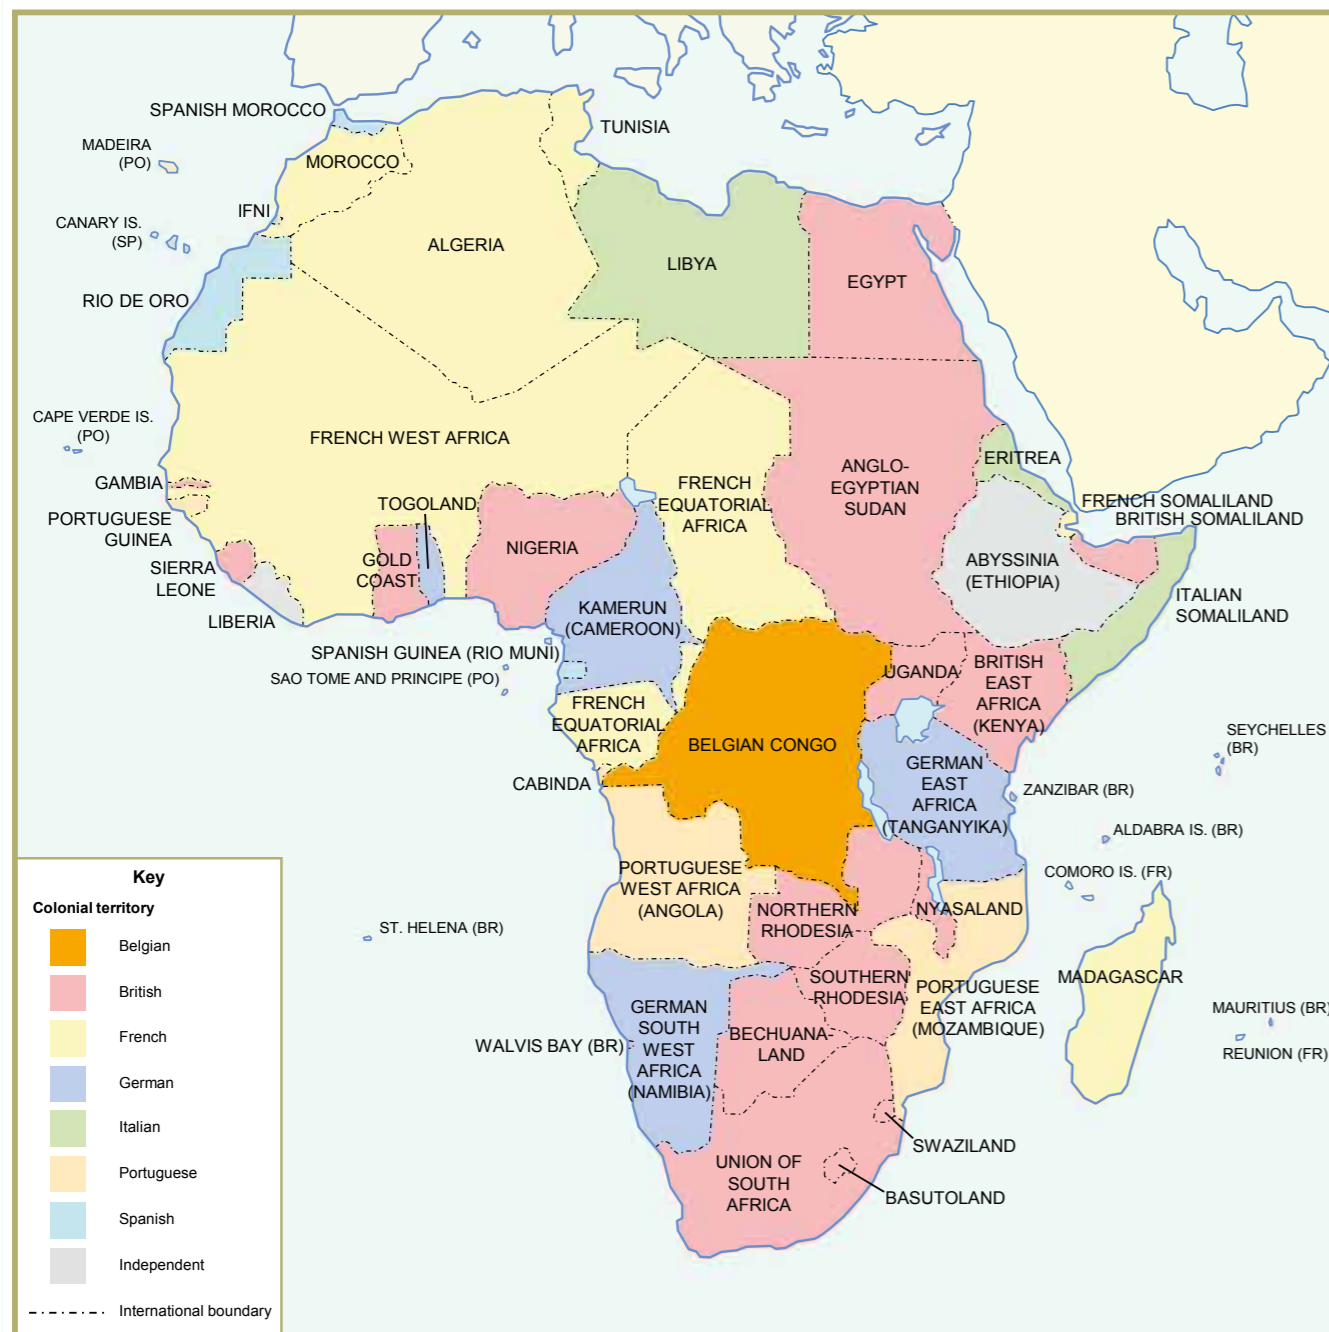 SPANISH MOROCCO
TUNISIA
MADEIRA
(PO)
MOROCCO
IFNI
CANARY IS.
(SP)
ALGERIA
LIBYA
EGYPT
RIO DE ORO
CAPE VERDE IS.
(PO)
FRENCH WEST AFRICA
ERITREA
ANGLO-
EGYPTIAN
SUDAN
GAMBIA
TOGOLAND
FRENCH
EQUATORIAL
AFRICA
FRENCH SOMALILAND
BRITISH SOMALILAND
PORTUGUESE
GUINEA
NIGERIA
GOLD
COAST
ABYSSINIA
(ETHIOPIA)
SIERRA
LEONE
ITALIAN
SOMALILAND
LIBERIA
KAMERUN
(CAMEROON)
SPANISH GUINEA (RIO MUNI)
SAO TOME AND PRINCIPE (PO)
UGANDA
BRITISH
EAST
AFRICA
(KENYA)
FRENCH
EQUATORIAL
AFRICA
BELGIAN CONGO
SEYCHELLES
(BR)
CABINDA
GERMAN
EAST
AFRICA
(TANGANYIKA)
ZANZIBAR (BR)
ALDABRA IS. (BR)
COMORO IS. (FR)
PORTUGUESE
WEST AFRICA
(ANGOLA)
NORTHERN
RHODESIA
NYASALAND
ST. HELENA (BR)
SOUTHERN
RHODESIA
MADAGASCAR
PORTUGUESE
EAST AFRICA
(MOZAMBIQUE)
GERMAN
SOUTH
WEST
AFRICA
(NAMIBIA)
MAURITIUS (BR)
WALVIS BAY (BR)
BECHUANA-
LAND
REUNION (FR)
SWAZILAND
UNION OF
SOUTH
AFRICA
BASUTOLAND
Key
Colonial territory
Belgian
British
French
German
Italian
Portuguese
Spanish
Independent
International boundary